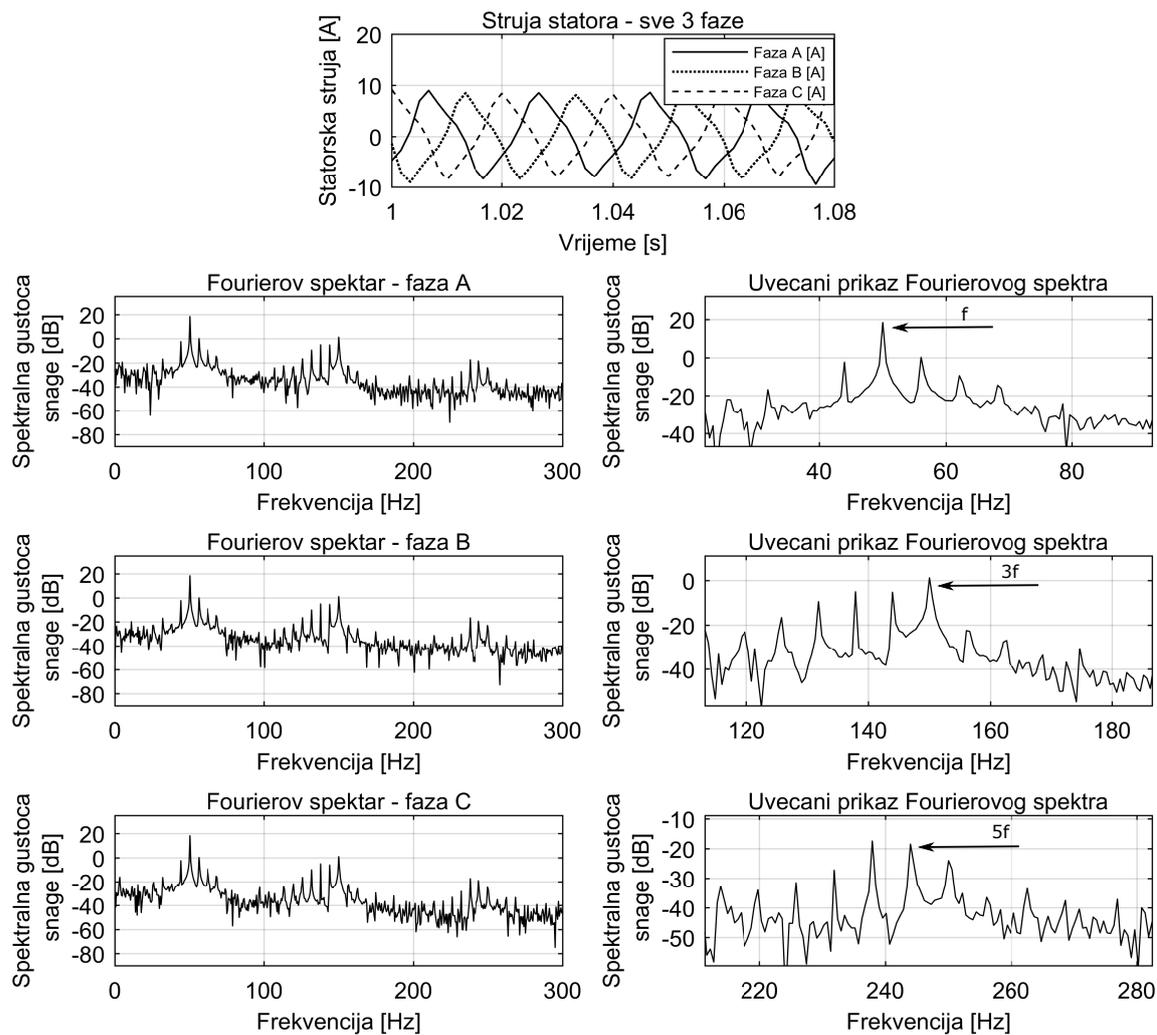 Struja statora - sve 3 faze
Statorska struja [A]
20
10
0
-10
Faza A [A]
Faza B [A]
Faza C [A]
1 1.02 1.04 1.06 1.08
Vrijeme [s]
Fourierov spektar - faza A
Spektralna gustoca
snage [dB]
20
0
-20
-40
-60
-80
0 100 200 300
Frekvencija [Hz]
Uvecani prikaz Fourierovog spektra
Spektralna gustoca
snage [dB]
20
0
-20
-40
f
40 60 80
Frekvencija [Hz]
Fourierov spektar - faza B
Spektralna gustoca
snage [dB]
20
0
-20
-40
-60
-80
0 100 200 300
Frekvencija [Hz]
Uvecani prikaz Fourierovog spektra
Spektralna gustoca
snage [dB]
0
-20
-40
3f
120 140 160 180
Frekvencija [Hz]
Fourierov spektar - faza C
Spektralna gustoca
snage [dB]
20
0
-20
-40
-60
-80
0 100 200 300
Frekvencija [Hz]
Uvecani prikaz Fourierovog spektra
Spektralna gustoca
snage [dB]
-10
-20
-30
-40
-50
5f
220 240 260 280
Frekvencija [Hz]